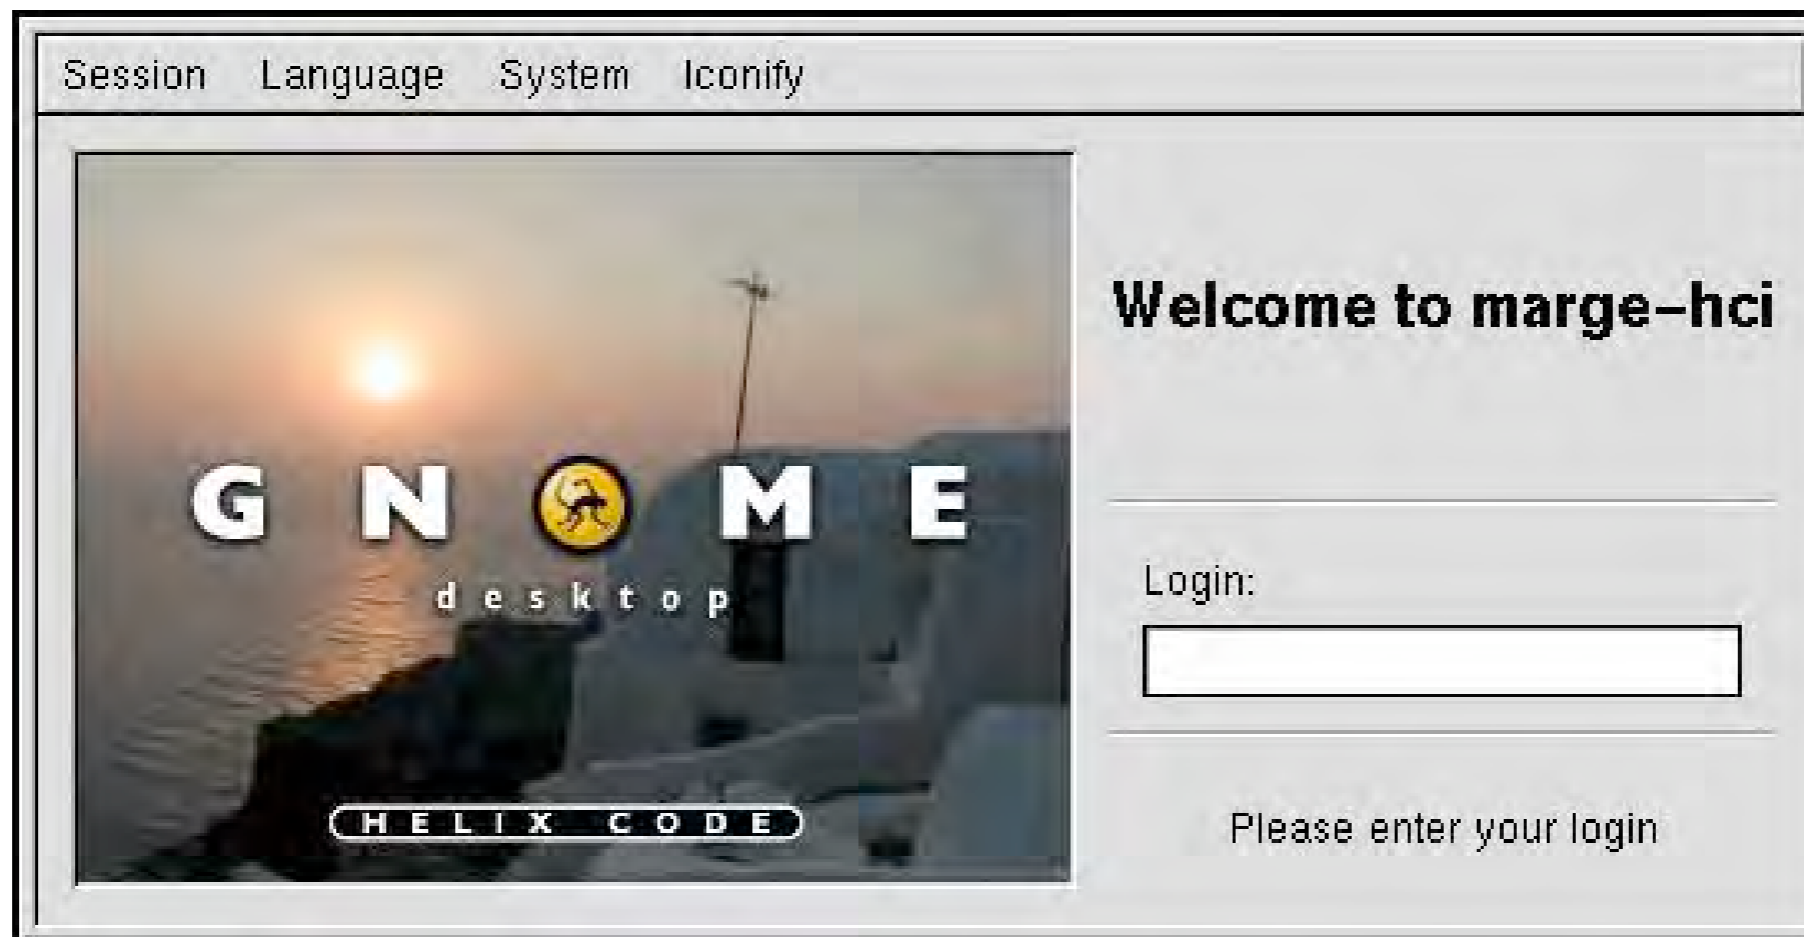 Session Language System Iconify
Welcome to marge-hci
GNOME
desktop
HELIX CODE
Login:
Please enter your login